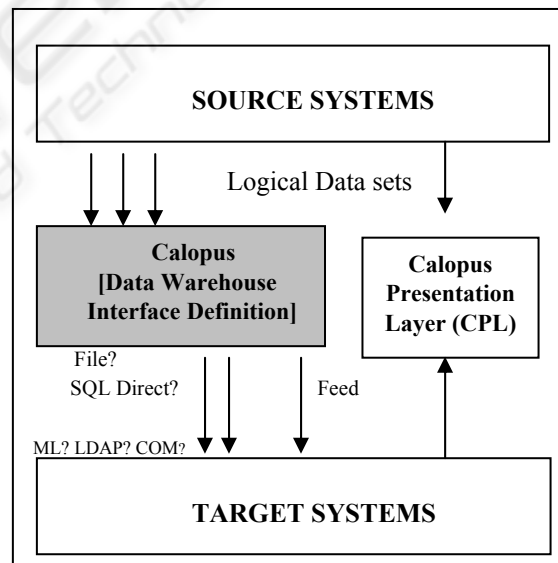 SOURCE SYSTEMS
Logical Data sets
Calopus
[Data Warehouse
Interface Definition]
Calopus
Presentation
Layer (CPL)
File?
SQL Direct?
Feed
ML? LDAP? COM?
TARGET SYSTEMS